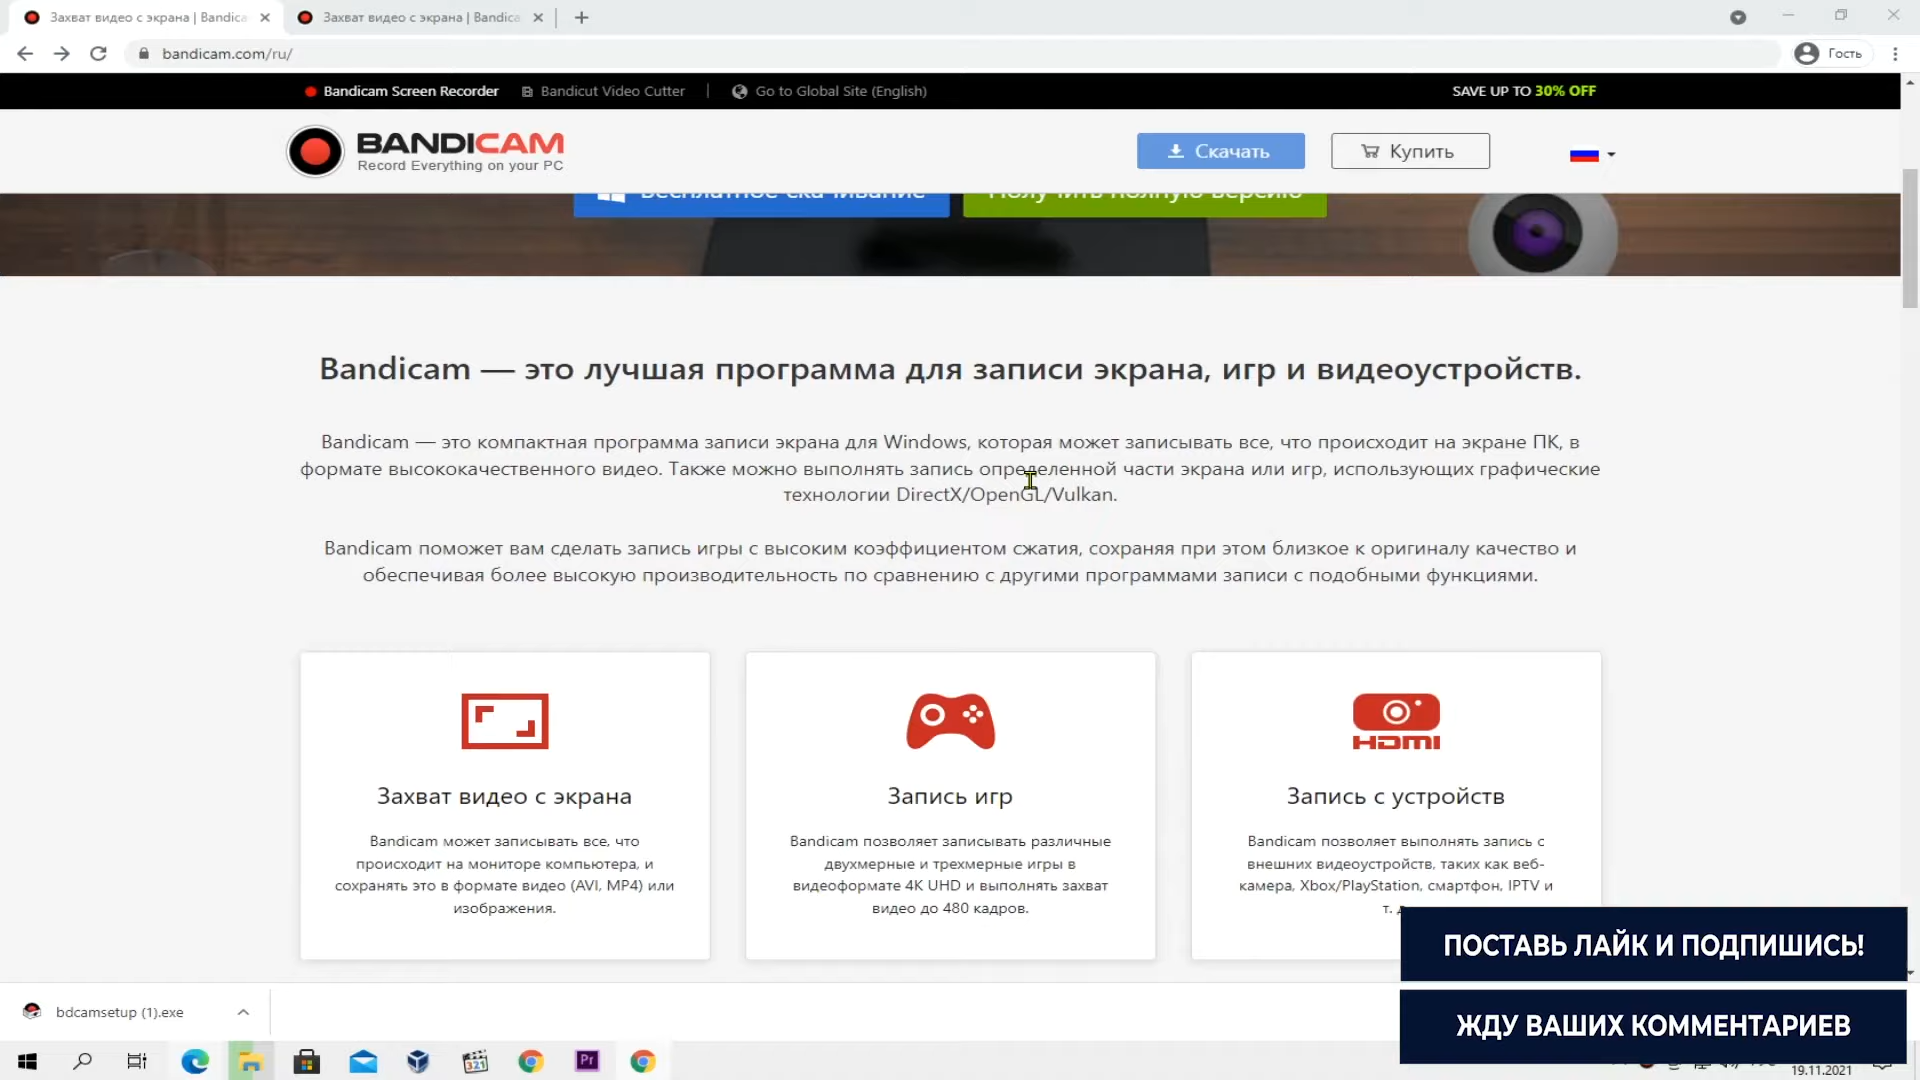 Захват видео с экрана | Bandica
Захват видео с экрана | Bandica
bandicam.com/ru/
Гость
Bandicam Screen Recorder
Bandicut Video Cutter
Go to Global Site (English)
SAVE UP TO 30% OFF
BANDICAM
Record Everything on your PC
Скачать
Купить
Бесплатное скачивание
Получить полную версию
Bandicam — это лучшая программа для записи экрана, игр и видеоустройств.
Bandicam — это компактная программа записи экрана для Windows, которая может записывать все, что происходит на экране ПК, в
формате высококачественного видео. Также можно выполнять запись определенной части экрана или игр, использующих графические
технологии DirectX/OpenGL/Vulkan.
Bandicam поможет вам сделать запись игры с высоким коэффициентом сжатия, сохраняя при этом близкое к оригиналу качество и
обеспечивая более высокую производительность по сравнению с другими программами записи с подобными функциями.
HDMI
Захват видео с экрана
Bandicam может записывать все, что
происходит на мониторе компьютера, и
сохранять это в формате видео (AVI, MP4) или
изображения.
Запись игр
Bandicam позволяет записывать различные
двухмерные и трехмерные игры в
видеоформате 4K UHD и выполнять захват
видео до 480 кадров.
Запись с устройств
Bandicam позволяет выполнять запись с
внешних видеоустройств, таких как веб-
камера, Xbox/PlayStation, смартфон, IPTV и
т.
ПОСТАВЬ ЛАЙК И ПОДПИШИСЬ!
ЖДУ ВАШИХ КОММЕНТАРИЕВ
bdcamsetup (1).exe
321
Pr
19.11.2021